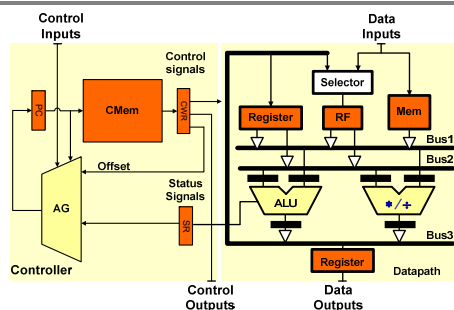 Control
Inputs
Data
Inputs
Control
signals
Selector
PC
CMem
CWR
Register
RF
Mem
Bus1
Bus2
Offset
Status
Signals
AG
SR
ALU
* / ÷
Bus3
Controller
Register
Datapath
Control
Outputs
Data
Outputs